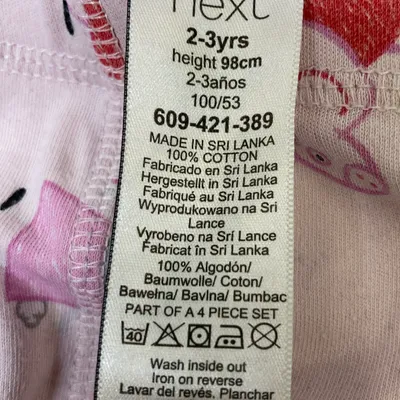 next
2-3yrs
height 98cm
2-3años
100/53
609-421-389
MADE IN SRI LANKA
100% COTTON
Fabricado en Sri Lanka
Hergestellt in Sri Lanka
Fabriqué au Sri Lanka
Wyprodukowano na Sri
Lance
Vyrobeno na Srí Lance
Fabricat în Sri Lanka
100% Algodón/
Baumwolle/ Coton/
Bawełna/ Bavlna/ Bumbac
PART OF A 4 PIECE SET
40
Wash inside out
Iron on reverse
Lavar del revés. Planchar